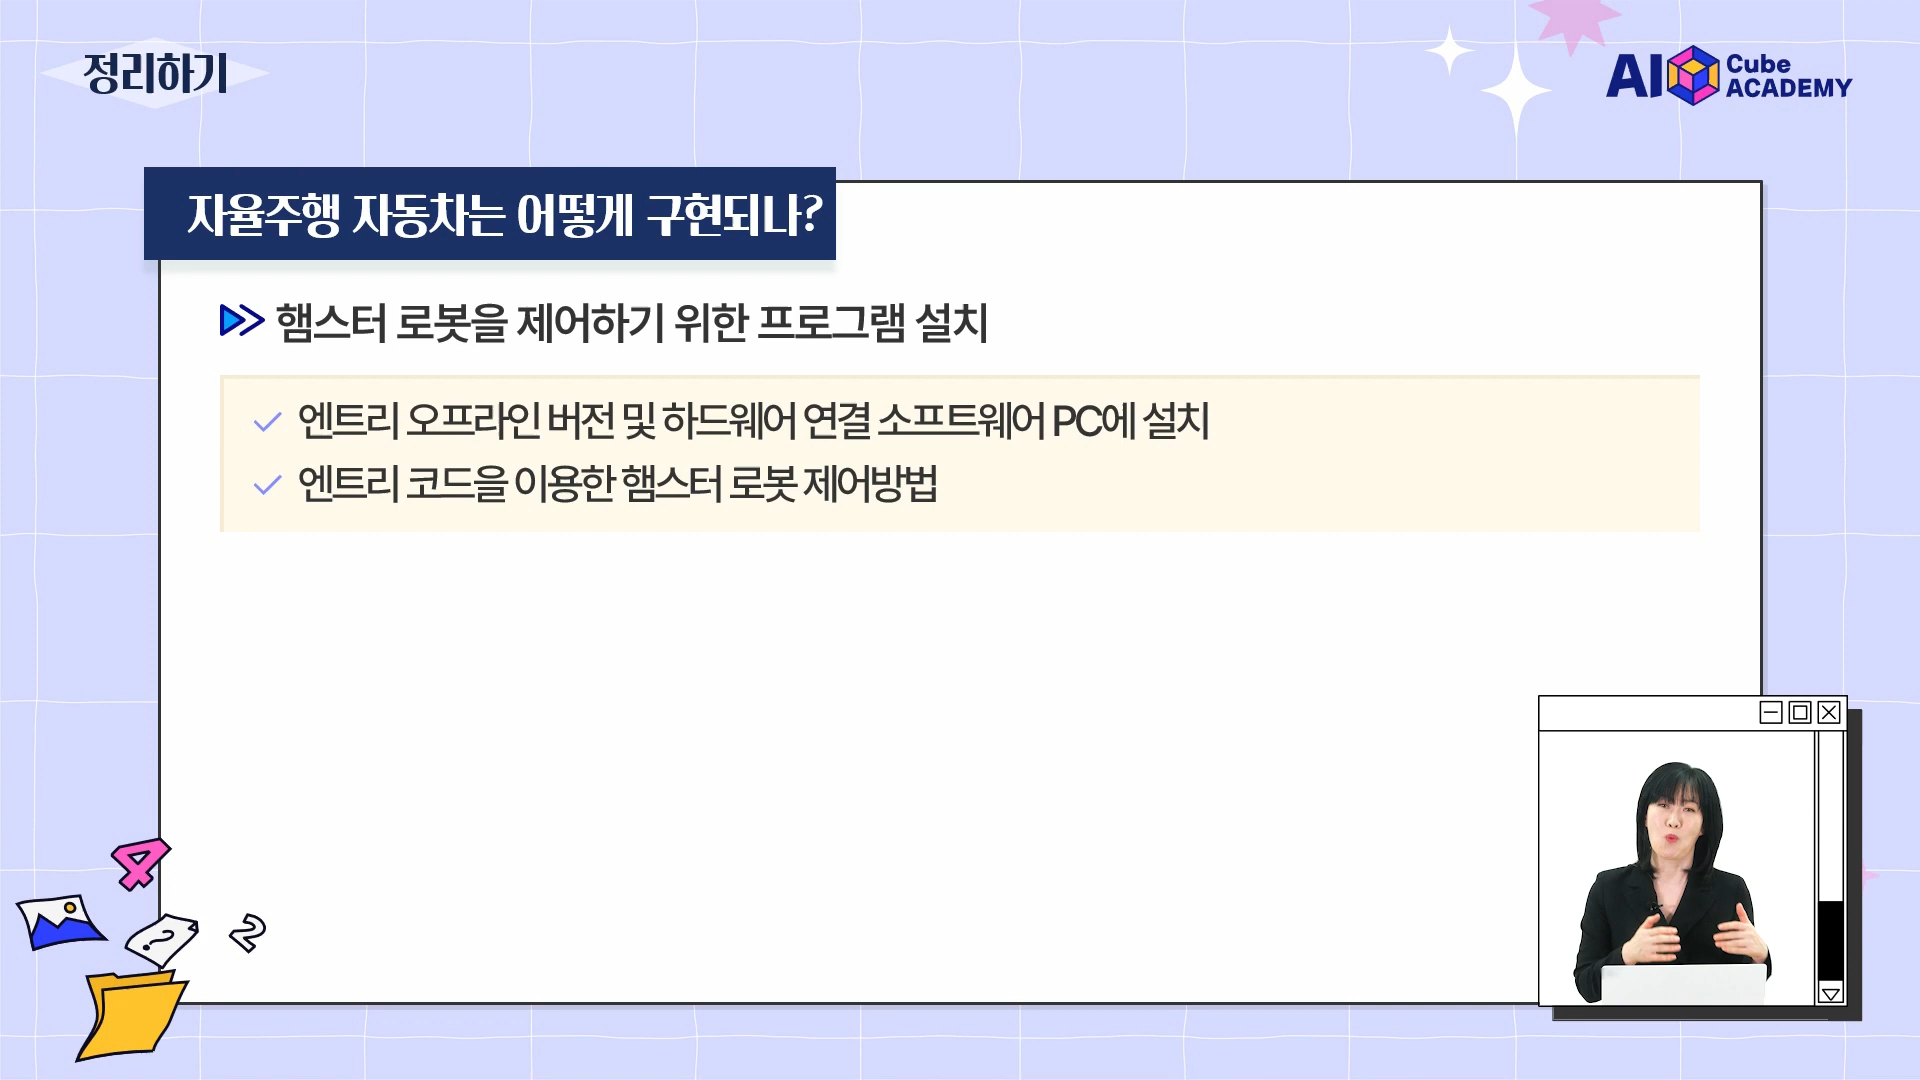 정리하기
AI Cube ACADEMY
자율주행 자동차는 어떻게 구현되나?
햄스터 로봇을 제어하기 위한 프로그램 설치
엔트리 오프라인 버전 및 하드웨어 연결 소프트웨어 PC에 설치
엔트리 코드을 이용한 햄스터 로봇 제어방법
4
?
2